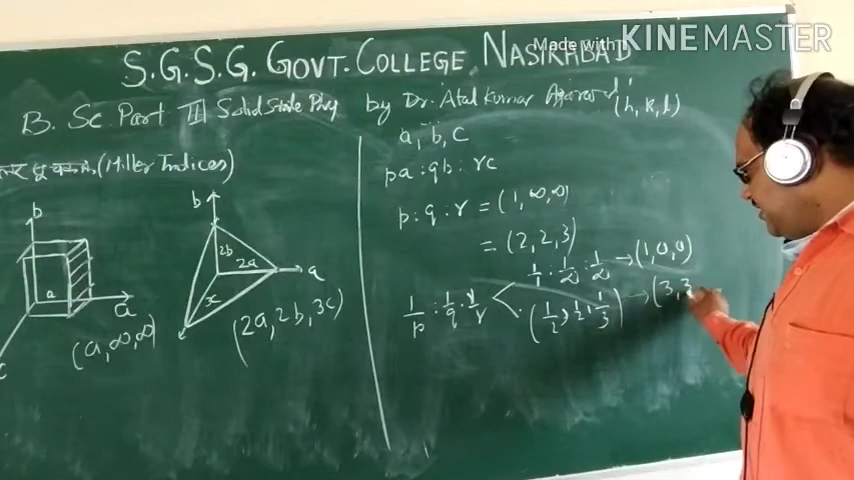 Made with KINEMASTER
S.G.S.G. GOVT. COLLEGE NASIRABAD
B. Sc. Part III Solid State Phy by Dr. Atal Kumar
(h, k, l)
(Miller Indices)
b
a
a
c
(a, ∞, ∞)
b
2b
2a
a
x
(2a, 2b, 3c)
a, b, c
pa : qb : rc
p : q : r = (1, ∞, ∞)
= (2, 2, 3)
1/1 : 1/∞ : 1/∞ → (1, 0, 0)
1/p : 1/q : 1/r
(1/2, 1/2, 1/3) → (3, 3